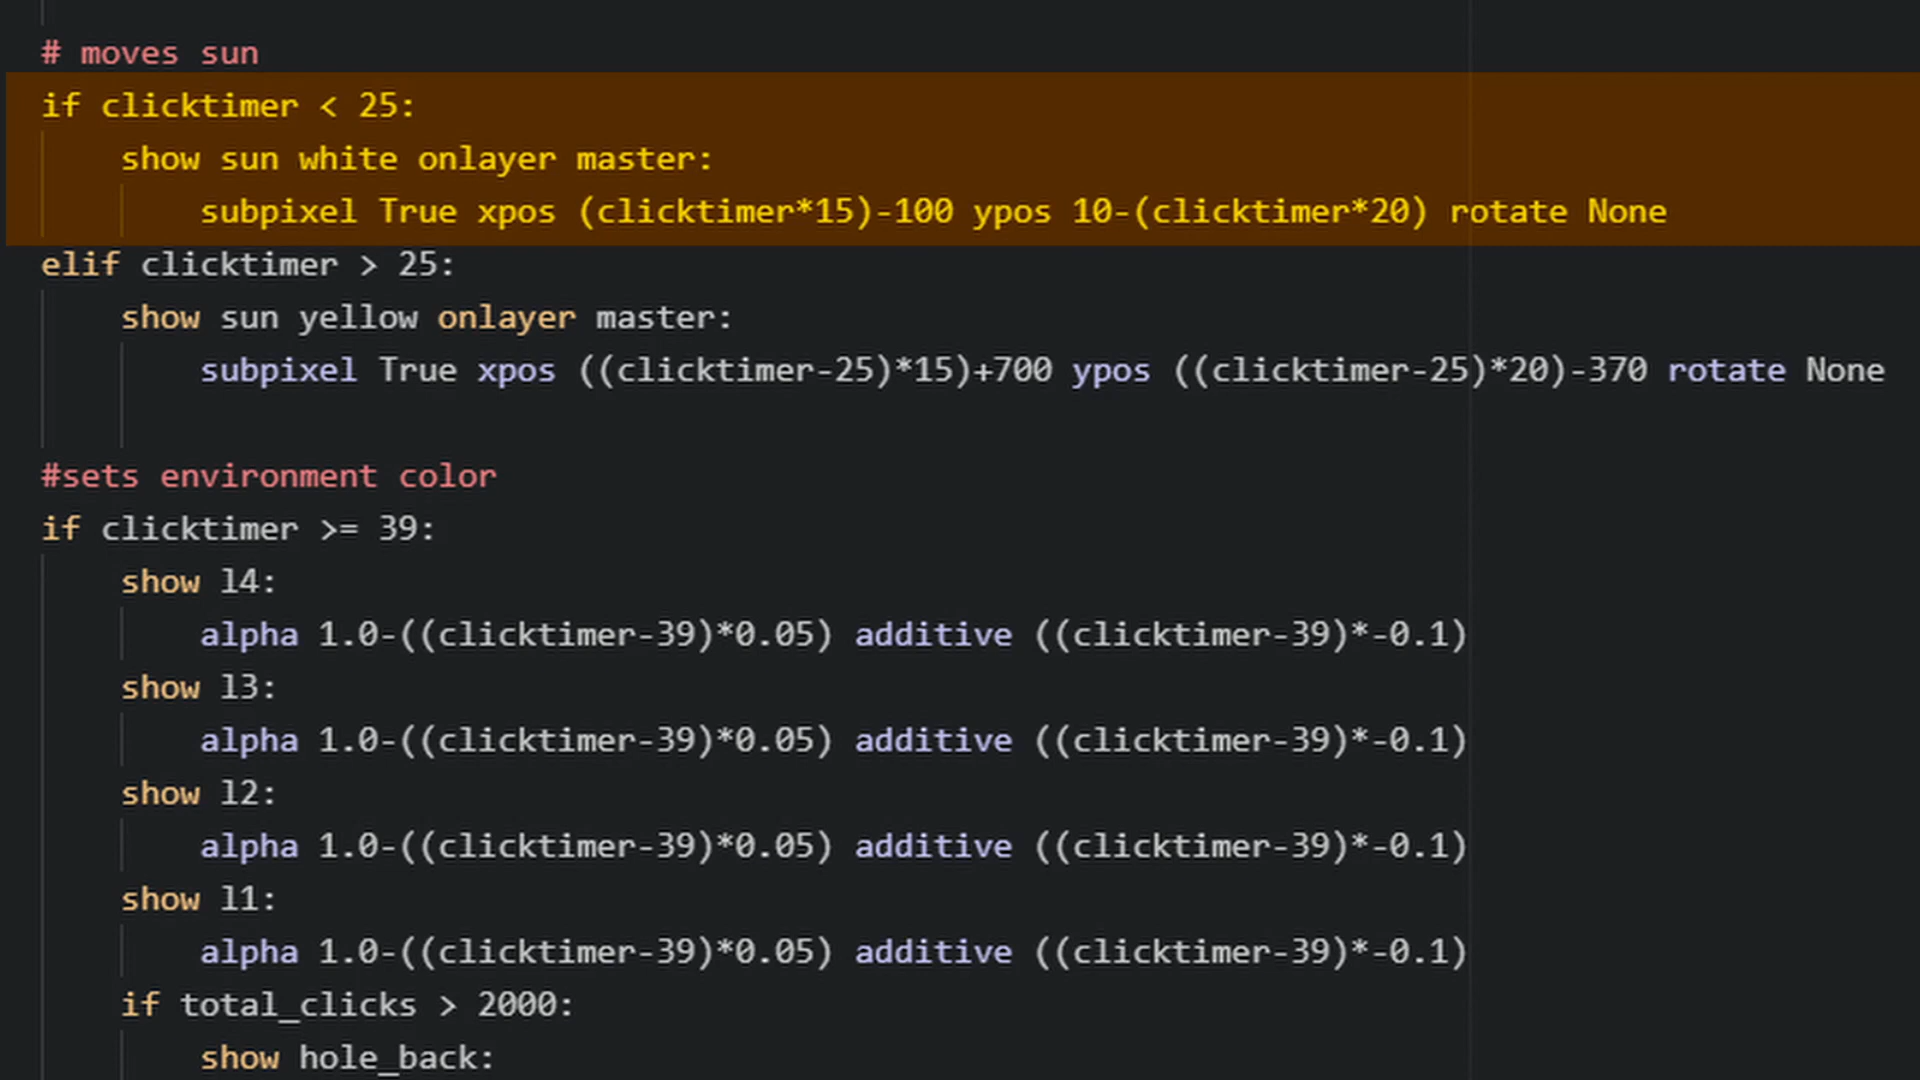 # moves sun
if clicktimer < 25:
    show sun white onlayer master:
        subpixel True xpos (clicktimer*15)-100 ypos 10-(clicktimer*20) rotate None
elif clicktimer > 25:
    show sun yellow onlayer master:
        subpixel True xpos ((clicktimer-25)*15)+700 ypos ((clicktimer-25)*20)-370 rotate None
#sets environment color
if clicktimer >= 39:
    show l4:
        alpha 1.0-((clicktimer-39)*0.05) additive ((clicktimer-39)*-0.1)
    show l3:
        alpha 1.0-((clicktimer-39)*0.05) additive ((clicktimer-39)*-0.1)
    show l2:
        alpha 1.0-((clicktimer-39)*0.05) additive ((clicktimer-39)*-0.1)
    show l1:
        alpha 1.0-((clicktimer-39)*0.05) additive ((clicktimer-39)*-0.1)
    if total_clicks > 2000:
        show hole_back: